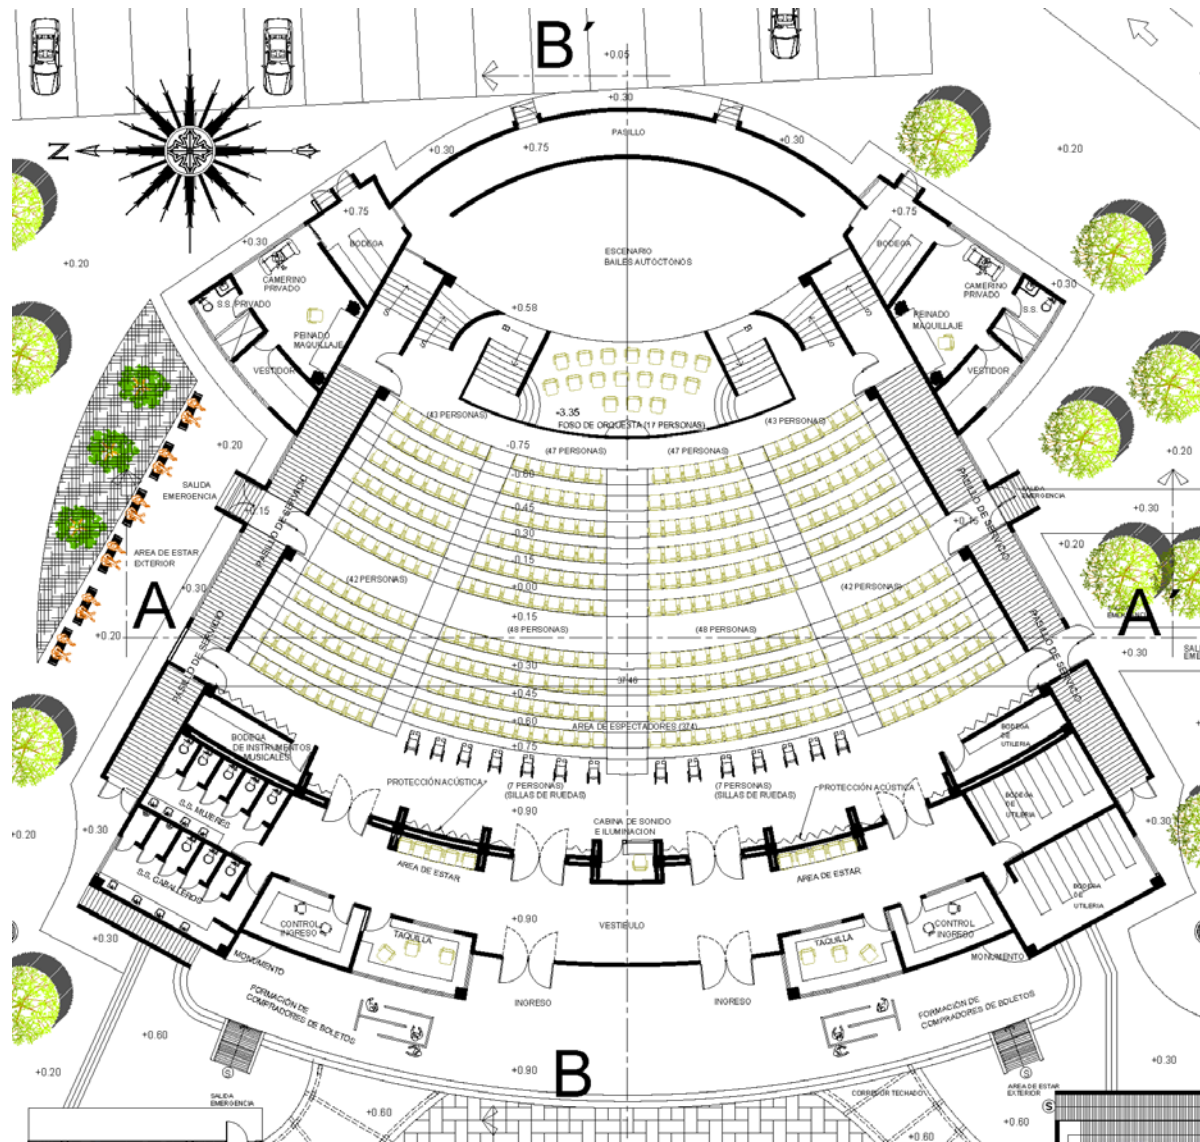 B´
+0.05
+0.30
PASILLO
+0.30
+0.75
+0.30
+0.20
N
+0.75
+0.75
+0.30
BODEGA
BODEGA
+0.20
ESCENARIO
BAILES AUTOCTONOS
CAMERINO
PRIVADO
CAMERINO
PRIVADO
+0.30
S.S. PRIVADO
S.S.
+0.58
S
S
B
B
S
S
PEINADO
MAQUILLAJE
PEINADO
MAQUILLAJE
VESTIDOR
VESTIDOR
-3.35
FOSO DE ORQUESTA (17 PERSONAS)
(43 PERSONAS)
(43 PERSONAS)
(47 PERSONAS)
(47 PERSONAS)
-0.75
-0.60
-0.45
-0.30
-0.15
+0.00
+0.15
+0.20
+0.20
SALIDA
EMERGENCIA
SALIDA
EMERGENCIA
+0.15
+0.15
+0.30
PASILLO DE SERVICIO
PASILLO DE SERVICIO
AREA DE ESTAR
EXTERIOR
+0.20
(42 PERSONAS)
(42 PERSONAS)
+0.30
A
A´
EMERGENCIA
+0.20
(48 PERSONAS)
(48 PERSONAS)
+0.30
SALI
EME
PASILLO DE SERVICIO
PASILLO DE SERVICIO
+0.30
37.46
+0.45
+0.60
AREA DE ESPECTADORES (374)
+0.75
BODEGA
DE INSTRUMENTOS
MUSICALES
BODEGA
DE
UTILERIA
PROTECCIÓN ACÚSTICA
(7 PERSONAS)
(SILLAS DE RUEDAS)
(7 PERSONAS)
(SILLAS DE RUEDAS)
PROTECCIÓN ACÚSTICA
BODEGA
DE
UTILERIA
S.S. MUJERES
+0.90
CABINA DE SONIDO
E ILUMINACION
+0.20
+0.30
+0.30
AREA DE ESTAR
AREA DE ESTAR
S.S. CABALLEROS
BODEGA
DE
UTILERIA
CONTROL
INGRESO
+0.90
VESTIBULO
CONTROL
INGRESO
TAQUILLA
TAQUILLA
+0.30
MONUMENTO
MONUMENTO
INGRESO
INGRESO
FORMACIÓN DE
COMPRADORES DE BOLETOS
FORMACIÓN DE
COMPRADORES DE BOLETOS
+0.60
+0.60
+0.20
S
+0.90
B
S
+0.30
SALIDA
EMERGENCIA
CORREDOR TECHADO
AREA DE ESTAR
EXTERIOR
S
+0.60
+0.60
+0.60